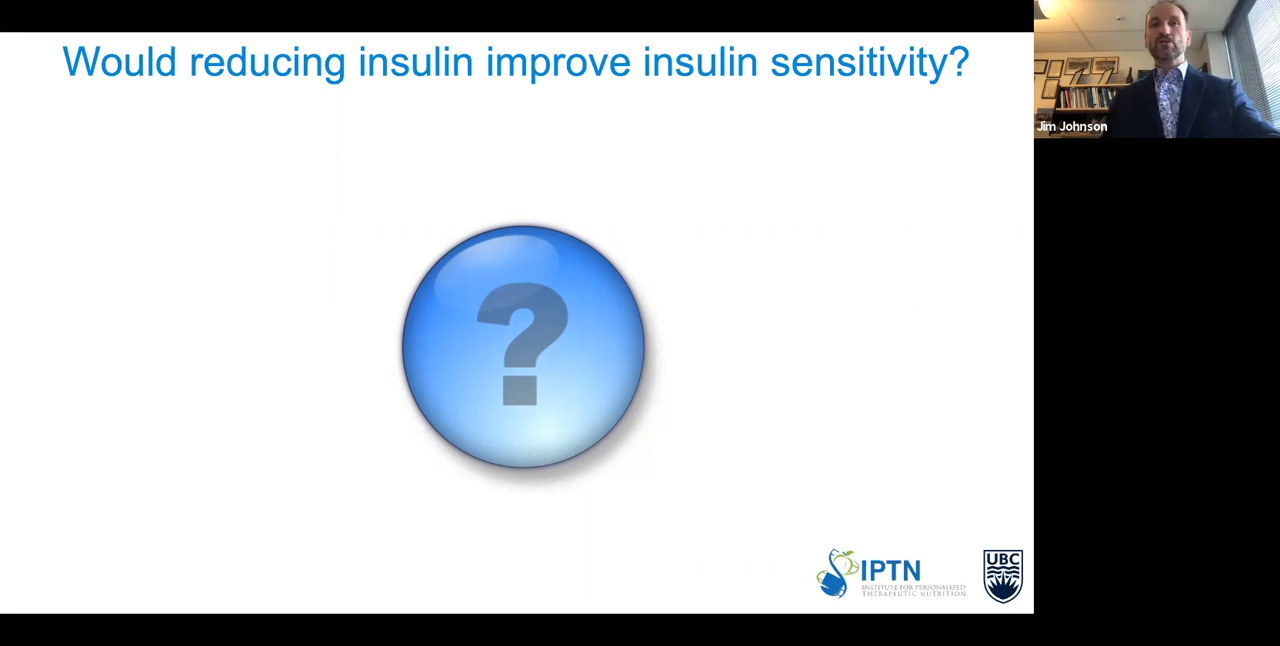 Would reducing insulin improve insulin sensitivity?
Jim Johnson
?
IPTN
INSTITUTE FOR PERSONALIZED
THERAPEUTIC NUTRITION
UBC